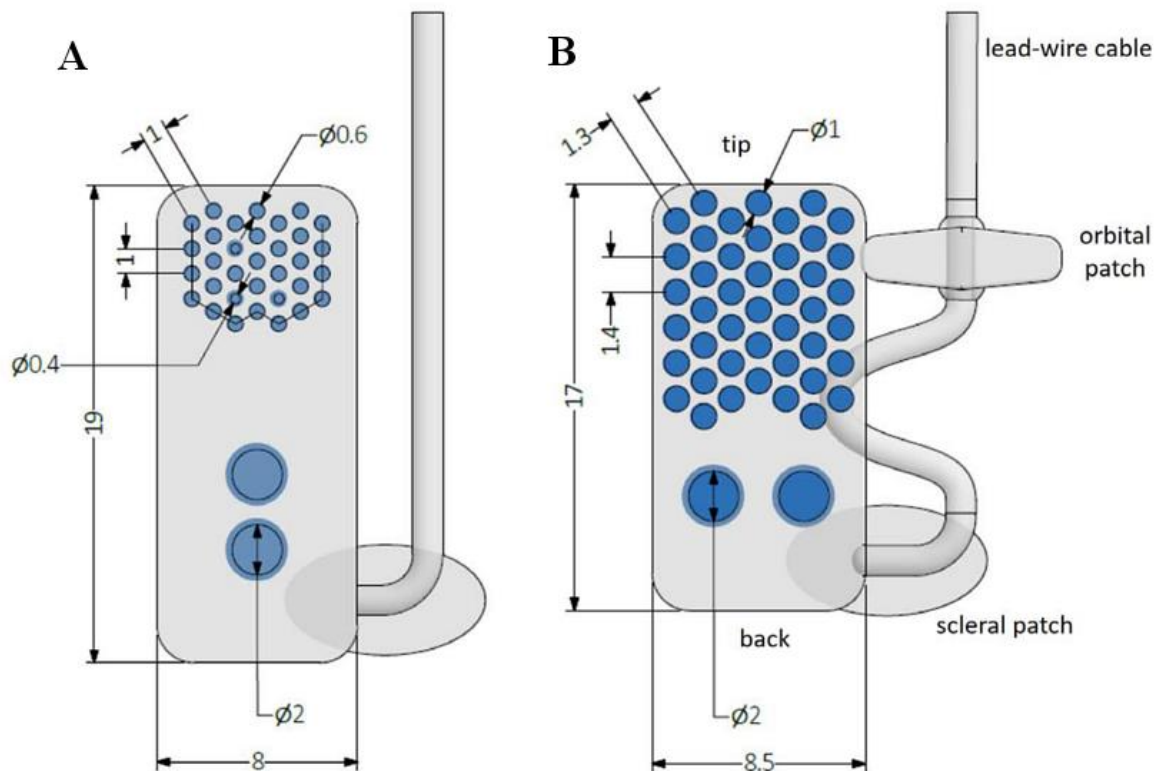 A
1
Ø0.6
1
Ø0.4
19
Ø2
8
B
lead-wire cable
1.3
tip
Ø1
orbital
patch
1.4
17
scleral patch
back
Ø2
8.5